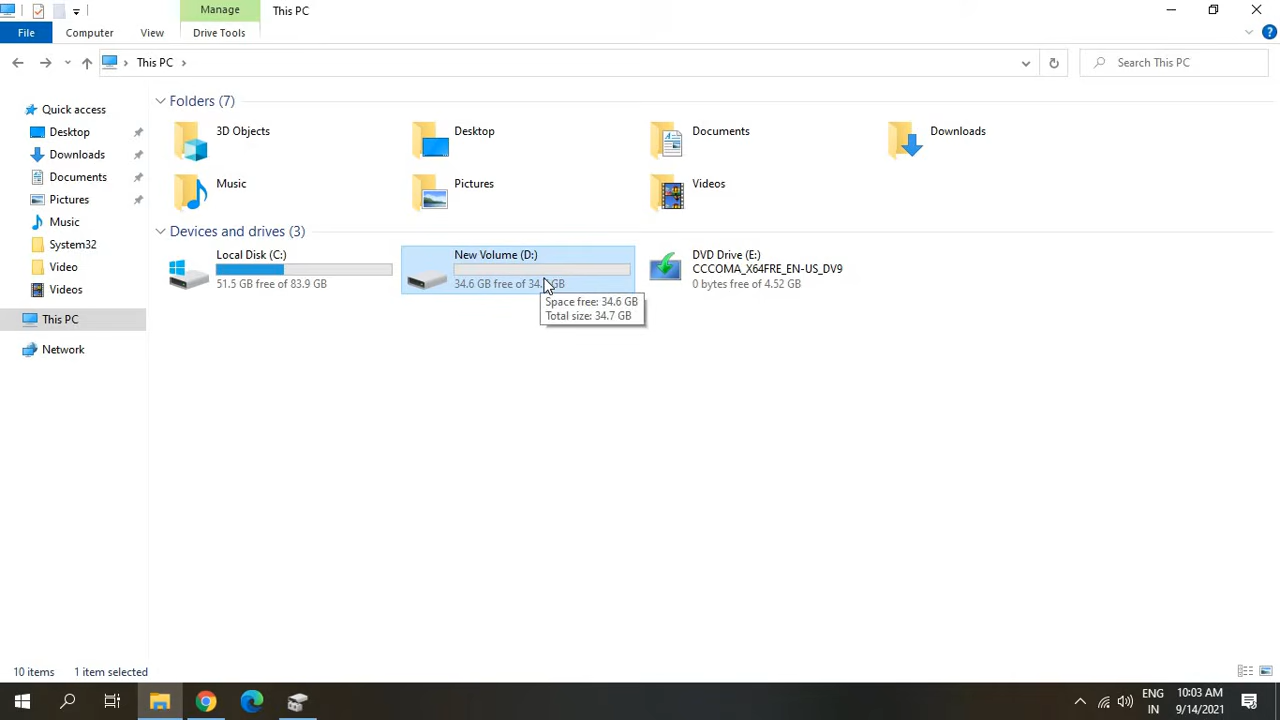 Manage
This PC
File
Computer
View
Drive Tools
This PC
Search This PC
Quick access
Desktop
Downloads
Documents
Pictures
Music
System32
Video
Videos
This PC
Network
Folders (7)
3D Objects
Desktop
Documents
Downloads
Music
Pictures
Videos
Devices and drives (3)
Local Disk (C:)
51.5 GB free of 83.9 GB
New Volume (D:)
34.6 GB free of 34. GB
DVD Drive (E:)
CCCOMA_X64FRE_EN-US_DV9
0 bytes free of 4.52 GB
Space free: 34.6 GB
Total size: 34.7 GB
10 items
1 item selected
ENG
IN
10:03 AM
9/14/2021